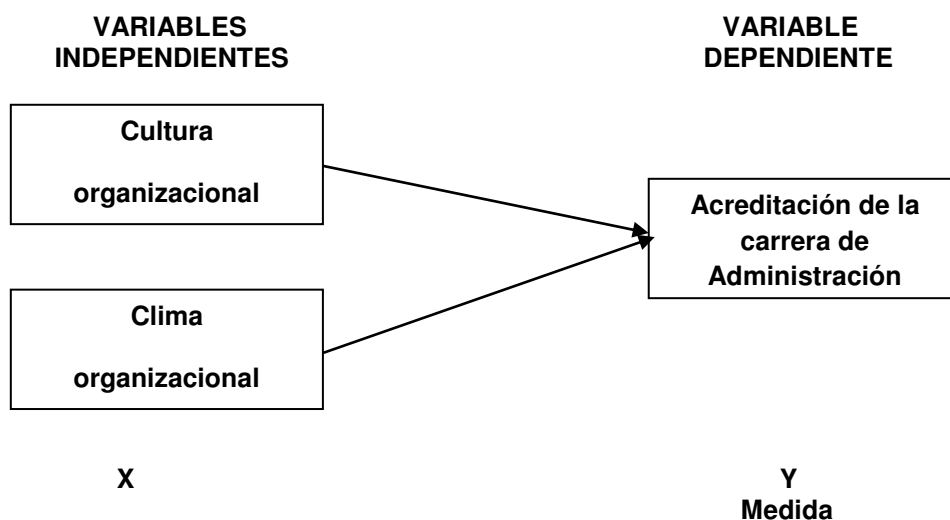 VARIABLES
INDEPENDIENTES
VARIABLE
DEPENDIENTE
Cultura
organizacional
Acreditación de la
carrera de
Administración
Clima
organizacional
X
Y
Medida